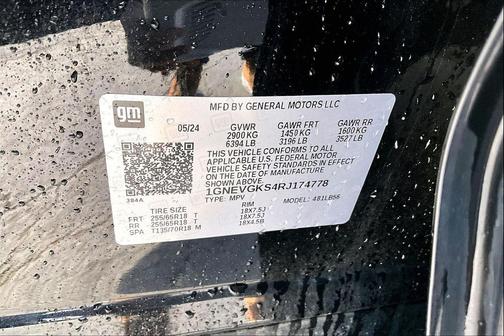 gm
MFD BY GENERAL MOTORS LLC
05/24 GVWR GAWR FRT GAWR RR
2900 KG 1450 KG 1600 KG
6394 LB 3196 LB 3527 LB
THIS VEHICLE CONFORMS TO ALL
APPLICABLE U.S. FEDERAL MOTOR
VEHICLE SAFETY STANDARDS IN EFFECT
ON THE DATE OF MANUFACTURE SHOWN ABOVE.
384A 1GNEVGKS4RJ174778
TYPE: MPV MODEL: 481LB56
TIRE SIZE RIM
FRT 255/65R18 T 18X7.5J
RR 255/65R18 T 18X7.5J
SPA T135/70R18 M 18X4.5B